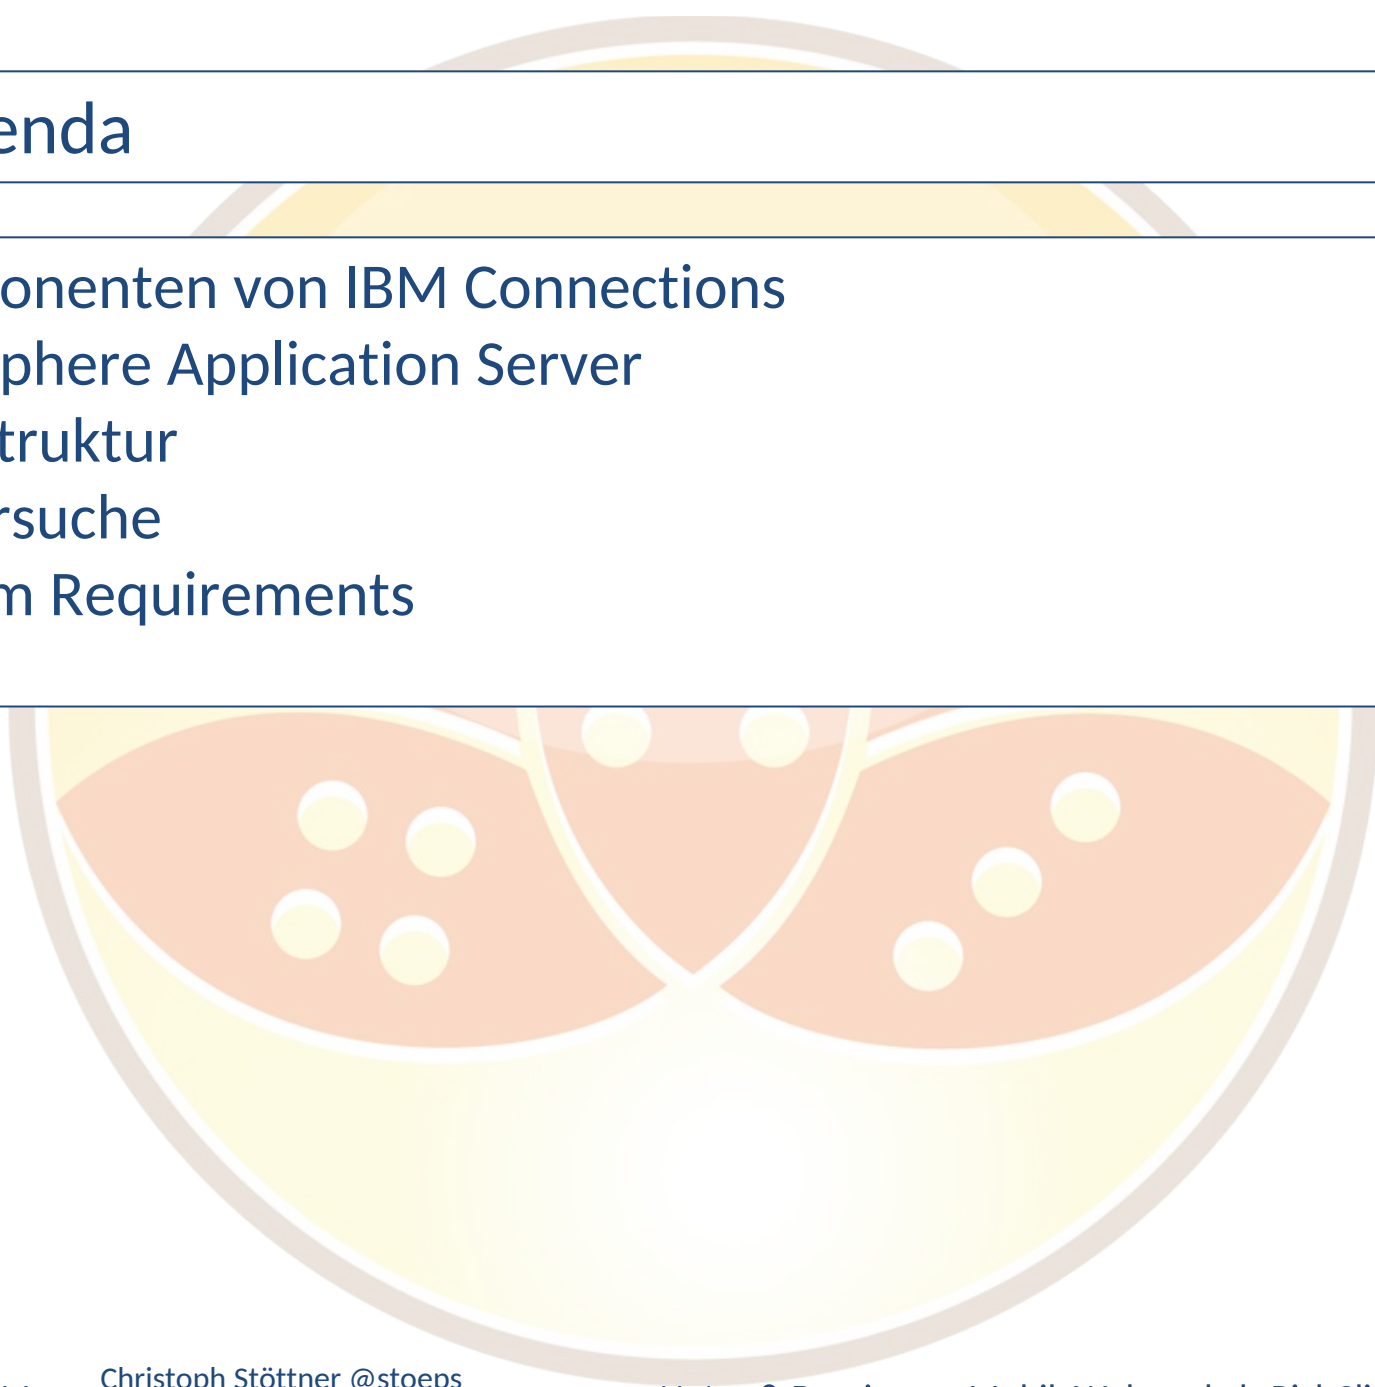 enda
onenten von IBM Connections
phere Application Server
truktur
rsuche
m Requirements
Christoph Stöttner @stoeps